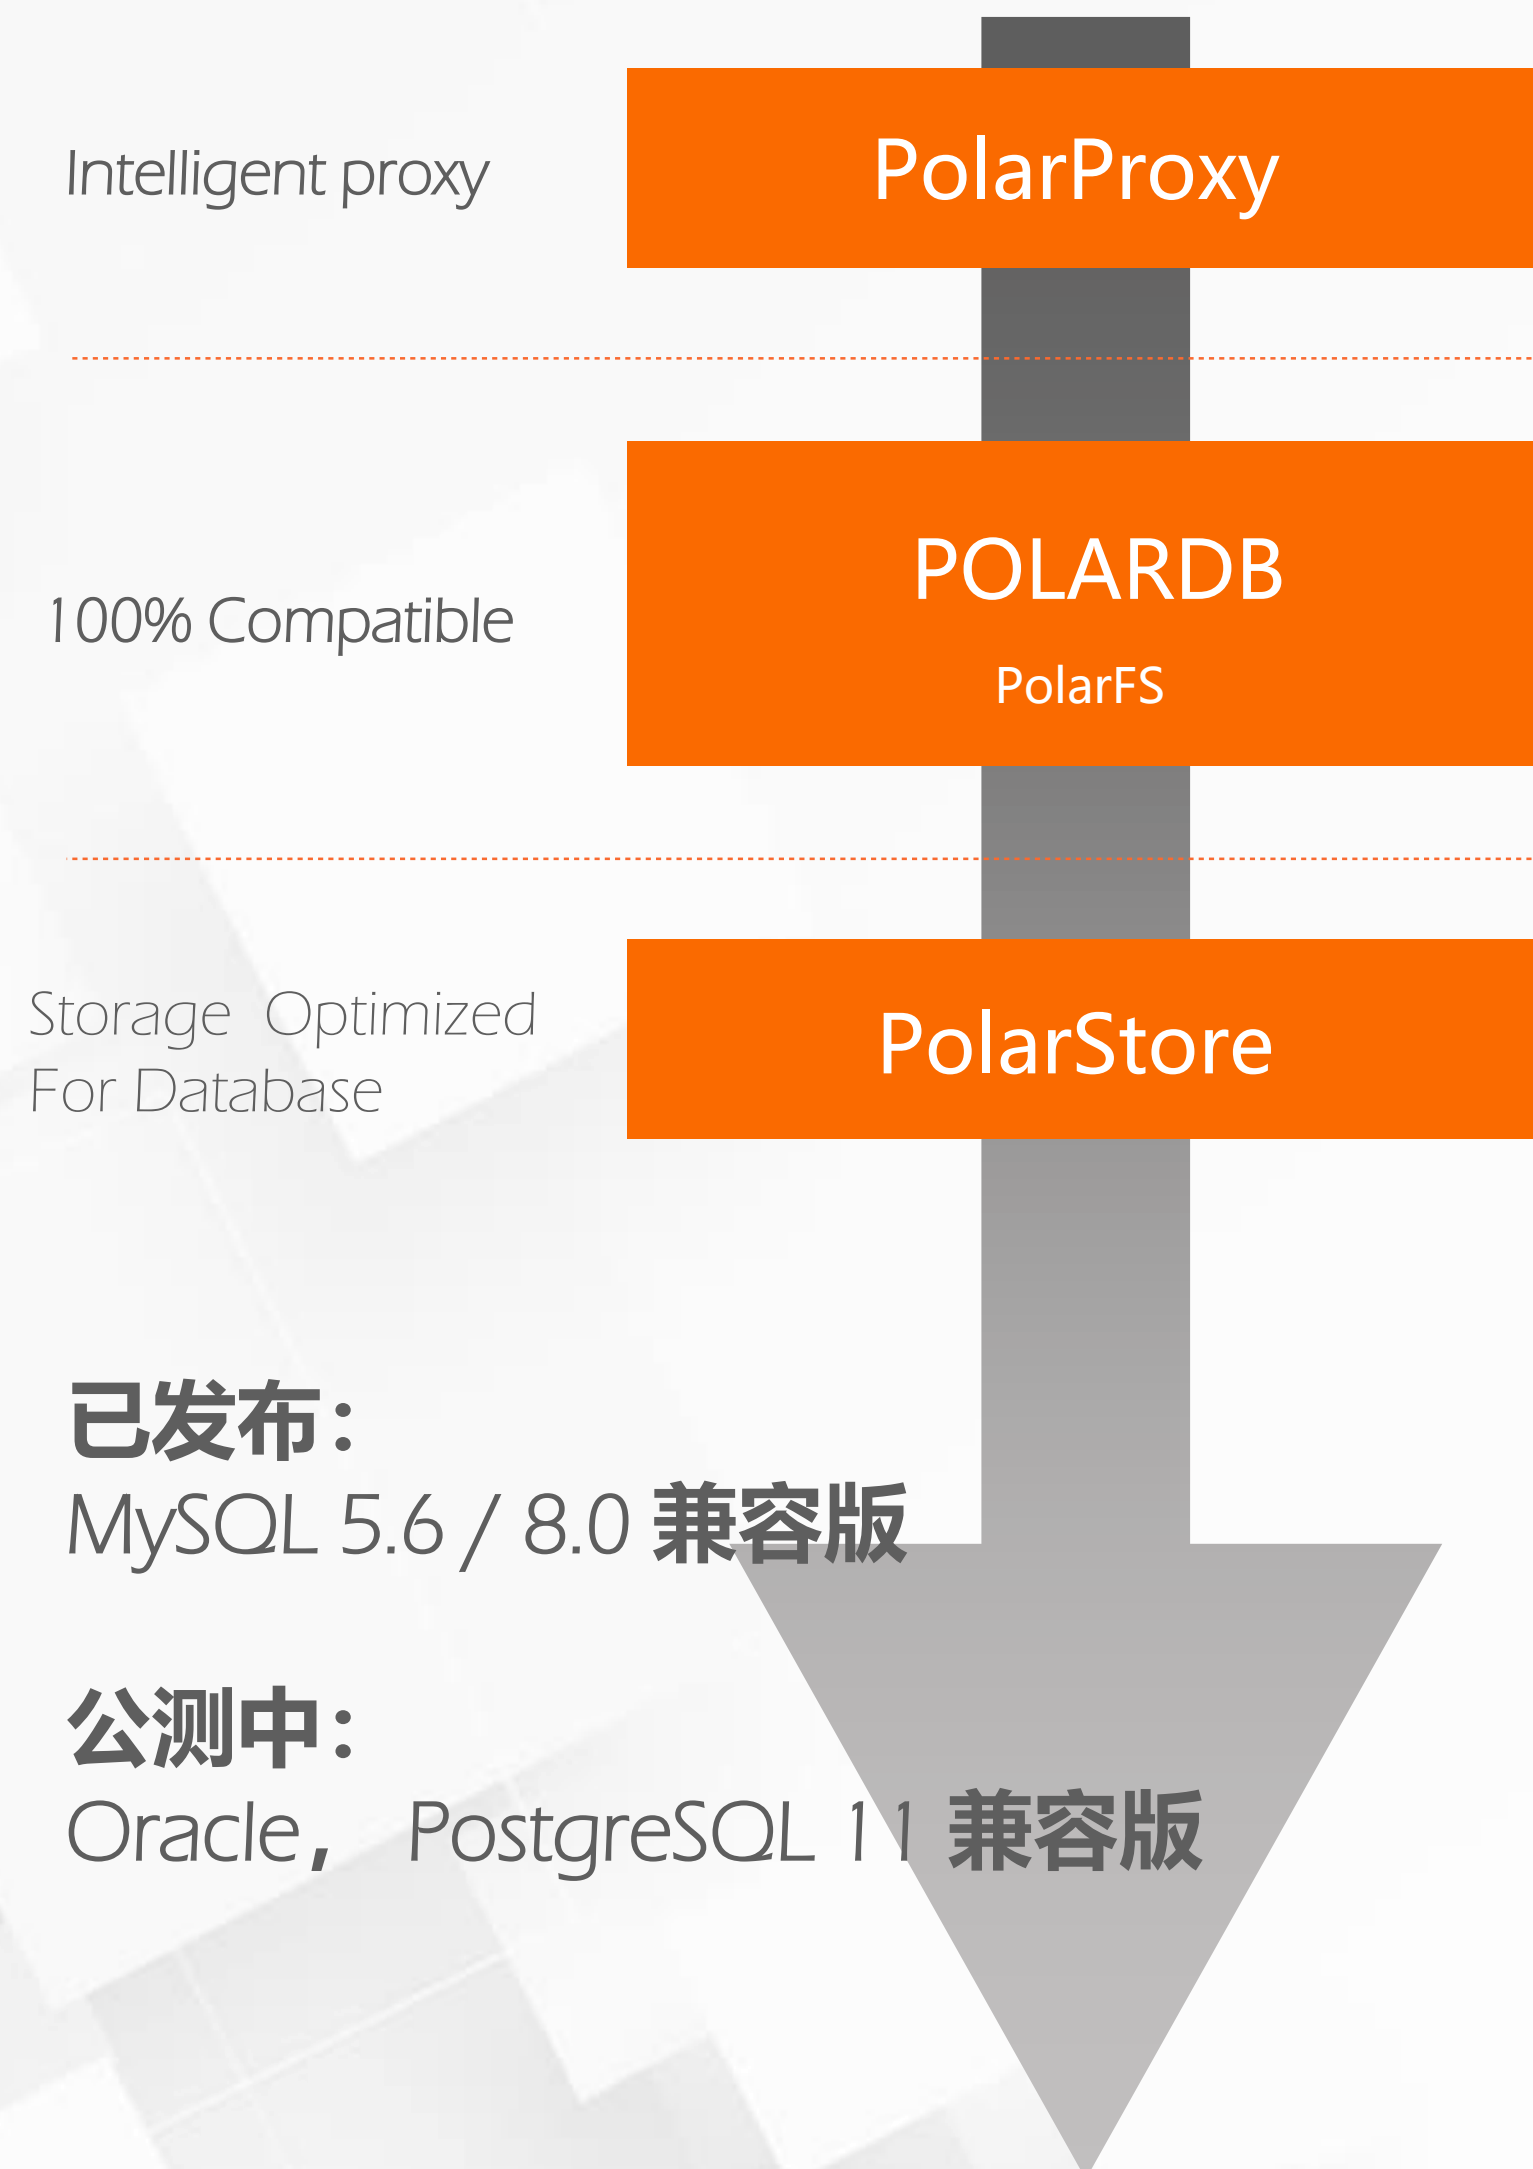 Intelligent proxy
PolarProxy
100% Compatible
POLARDB
PolarFS
Storage Optimized
For Database
PolarStore
已发布：
MySQL 5.6 / 8.0 兼容版
公测中：
Oracle， PostgreSQL 11 兼容版